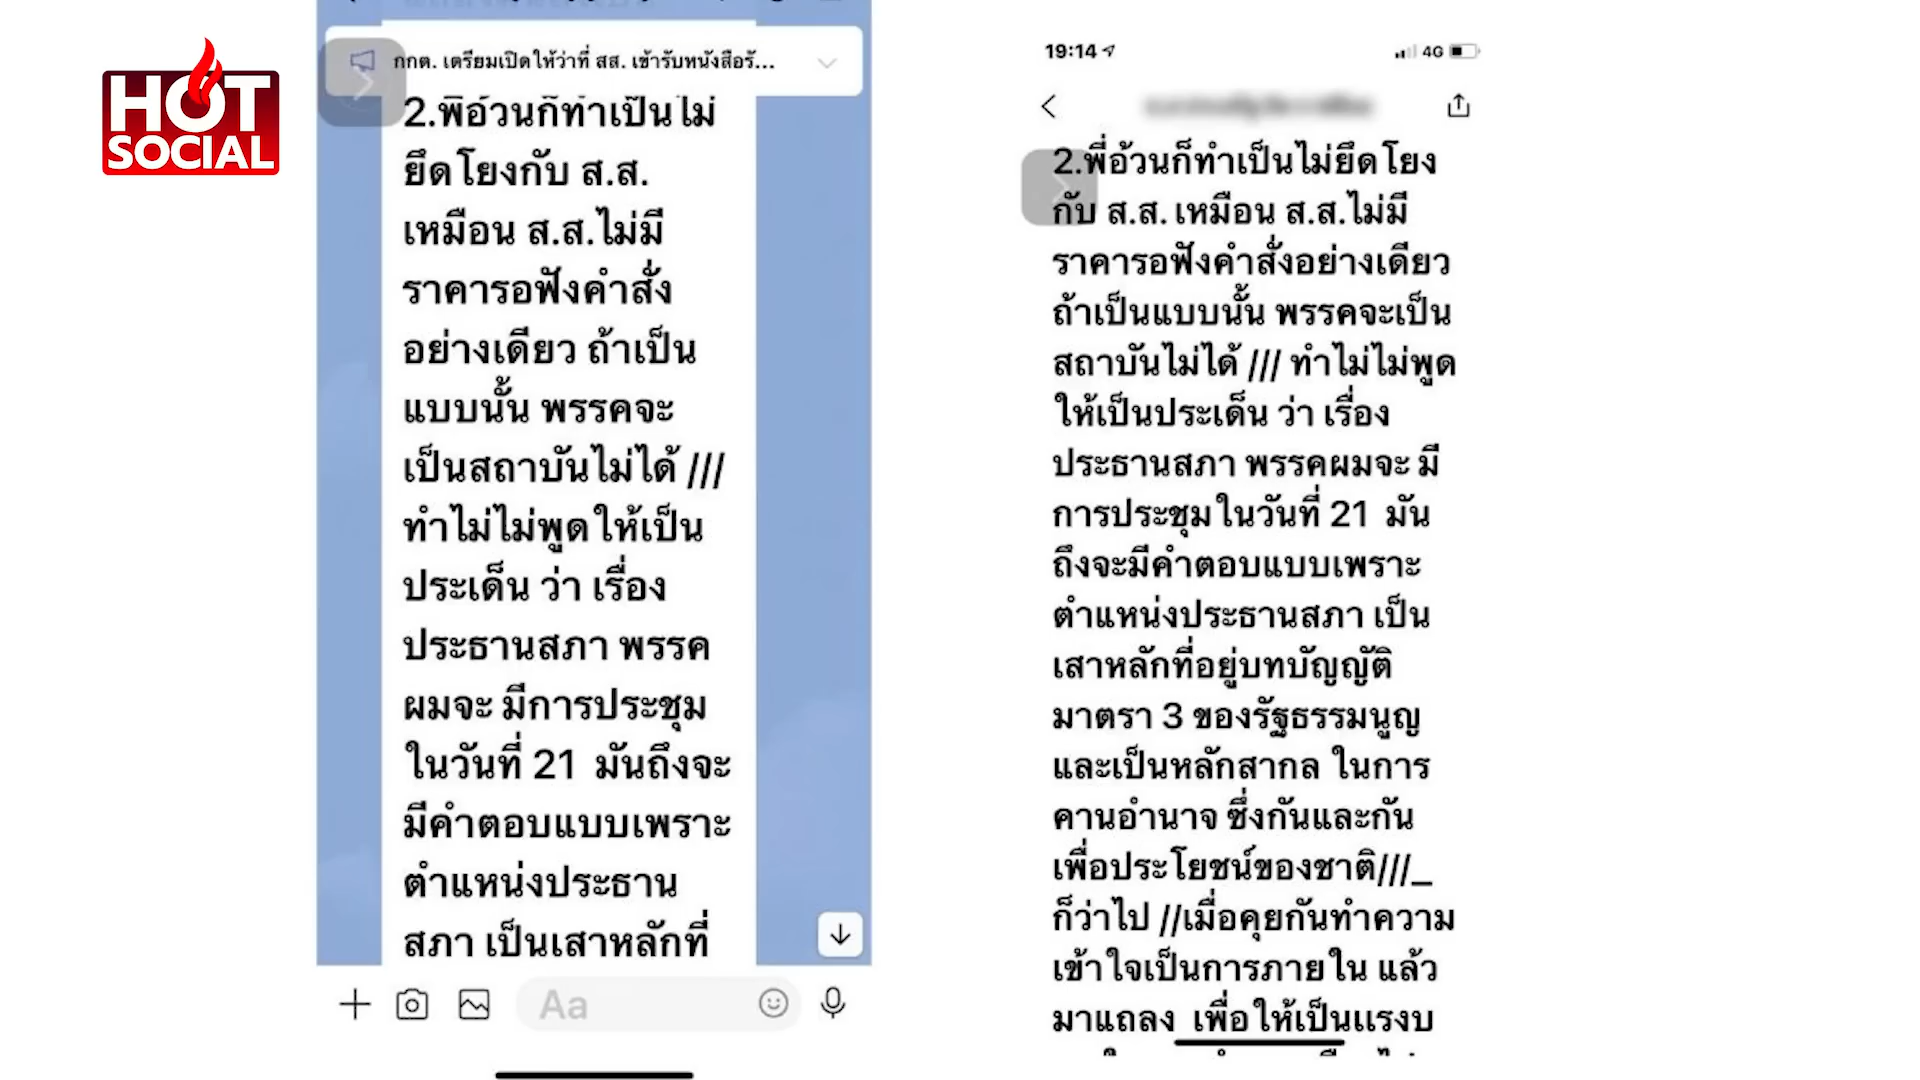 HOT
SOCIAL
กกต. เตรียมเปิดให้ว่าที่ สส. เข้ารับหนังสือรั...
2.พี่อ้วนก็ทำเป็นไม่
ยึดโยงกับ ส.ส.
เหมือน ส.ส.ไม่มี
ราคารอฟังคำสั่ง
อย่างเดียว ถ้าเป็น
แบบนั้น พรรคจะ
เป็นสถาบันไม่ได้ ///
ทำไม่ไม่พูดให้เป็น
ประเด็น ว่า เรื่อง
ประธานสภา พรรค
ผมจะ มีการประชุม
ในวันที่ 21 มันถึงจะ
มีคำตอบแบบเพราะ
ตำแหน่งประธาน
สภา เป็นเสาหลักที่
Aa
19:14
4G
2.พี่อ้วนก็ทำเป็นไม่ยึดโยง
กับ ส.ส. เหมือน ส.ส.ไม่มี
ราคารอฟังคำสั่งอย่างเดียว
ถ้าเป็นแบบนั้น พรรคจะเป็น
สถาบันไม่ได้ /// ทำไม่ไม่พูด
ให้เป็นประเด็น ว่า เรื่อง
ประธานสภา พรรคผมจะ มี
การประชุมในวันที่ 21 มัน
ถึงจะมีคำตอบแบบเพราะ
ตำแหน่งประธานสภา เป็น
เสาหลักที่อยู่บทบัญญัติ
มาตรา 3 ของรัฐธรรมนูญ
และเป็นหลักสากล ในการ
คานอำนาจ ซึ่งกันและกัน
เพื่อประโยชน์ของชาติ///_
ก็ว่าไป //เมื่อคุยกันทำความ
เข้าใจเป็นการภายใน แล้ว
มาแถลง เพื่อให้เป็นแรงบ